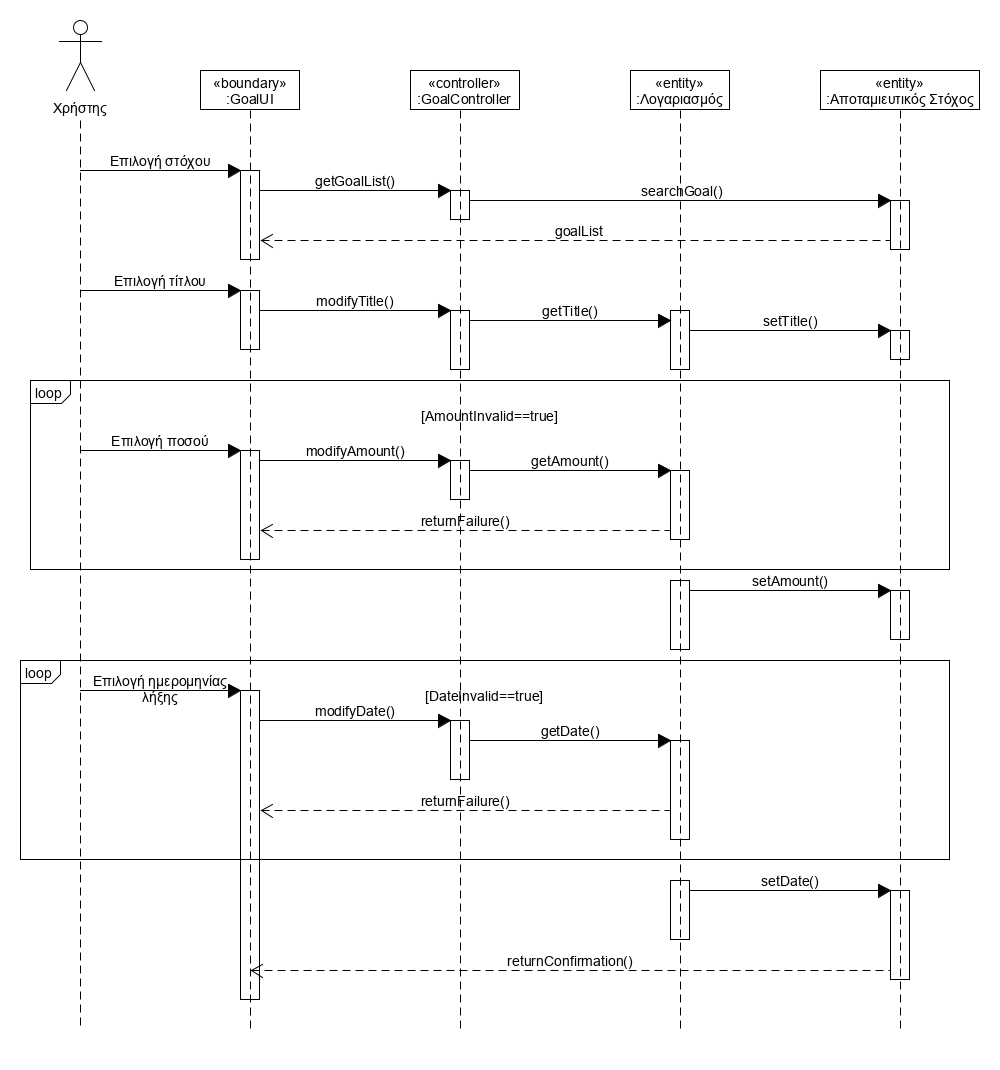 Χρήστης
«boundary»
:GoalUI
«controller»
:GoalController
«entity»
:Λογαριασμός
«entity»
:Αποταμιευτικός Στόχος
Επιλογή στόχου
getGoalList()
searchGoal()
goalList
Επιλογή τίτλου
modifyTitle()
getTitle()
setTitle()
loop
[AmountInvalid==true]
Επιλογή ποσού
modifyAmount()
getAmount()
returnFailure()
setAmount()
loop
Επιλογή ημερομηνίας
λήξης
[DateInvalid==true]
modifyDate()
getDate()
returnFailure()
setDate()
returnConfirmation()